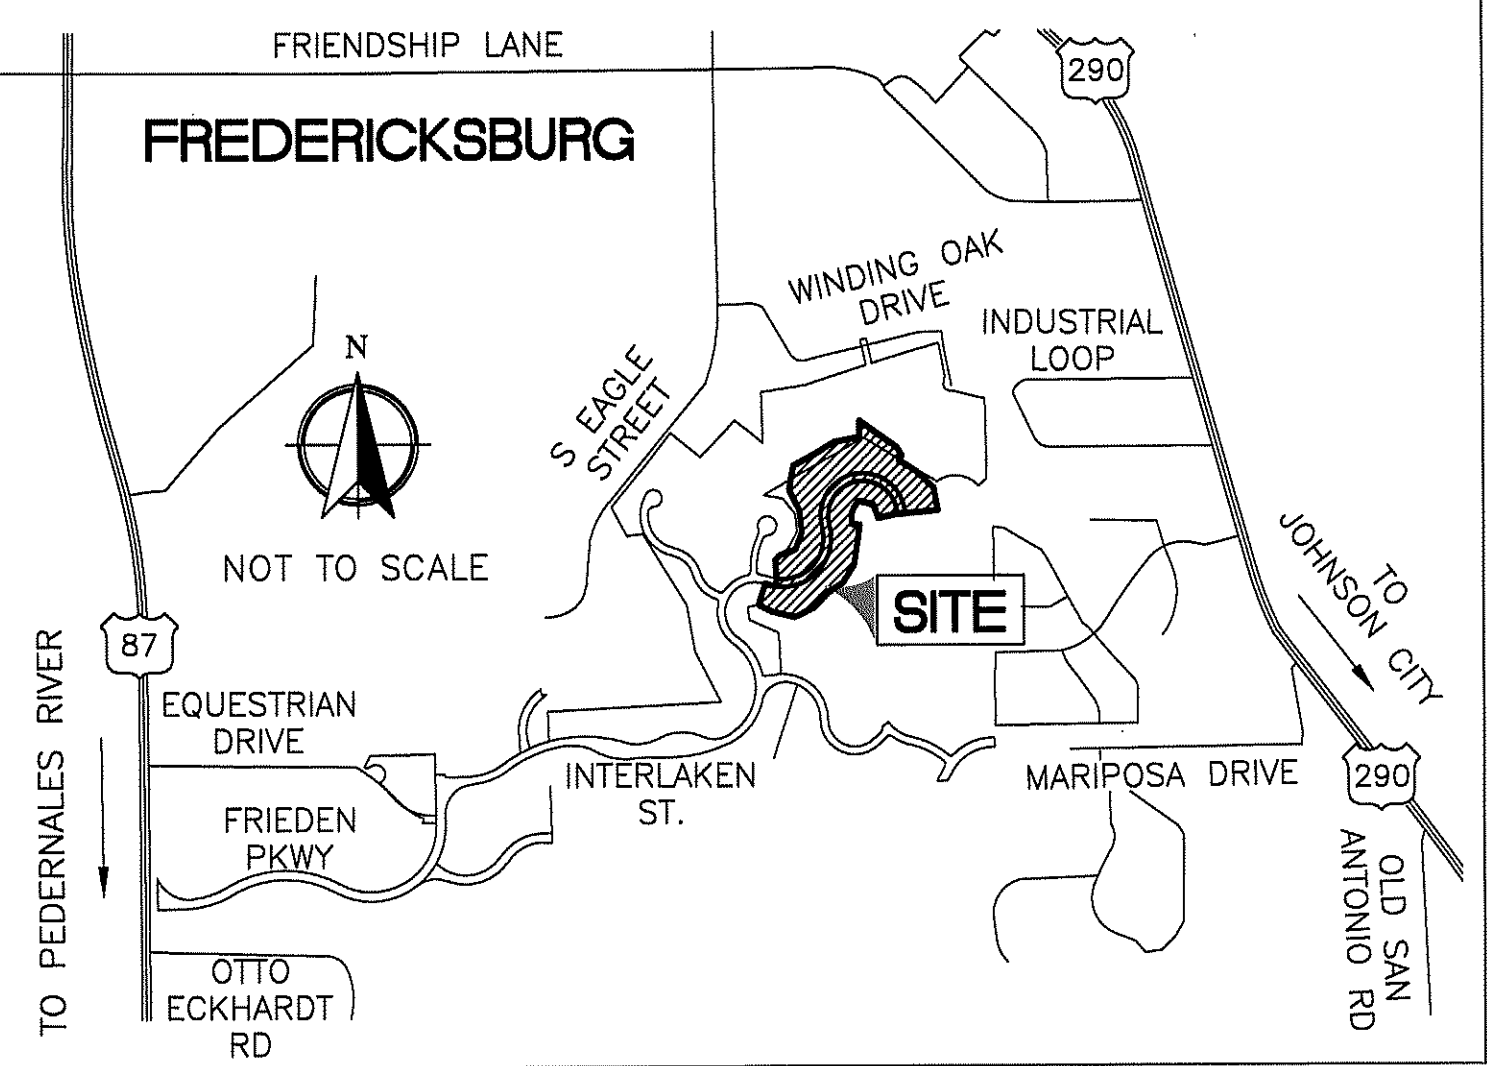 FRIENDSHIP LANE
290
FREDERICKSBURG
WINDING OAK
DRIVE
INDUSTRIAL
LOOP
N
S EAGLE
STREET
NOT TO SCALE
TO
JOHNSON CITY
SITE
87
TO PEDERNALES RIVER
EQUESTRIAN
DRIVE
INTERLAKEN
ST.
MARIPOSA DRIVE
290
FRIEDEN
PKWY
OLD SAN
ANTONIO RD
OTTO
ECKHARDT
RD